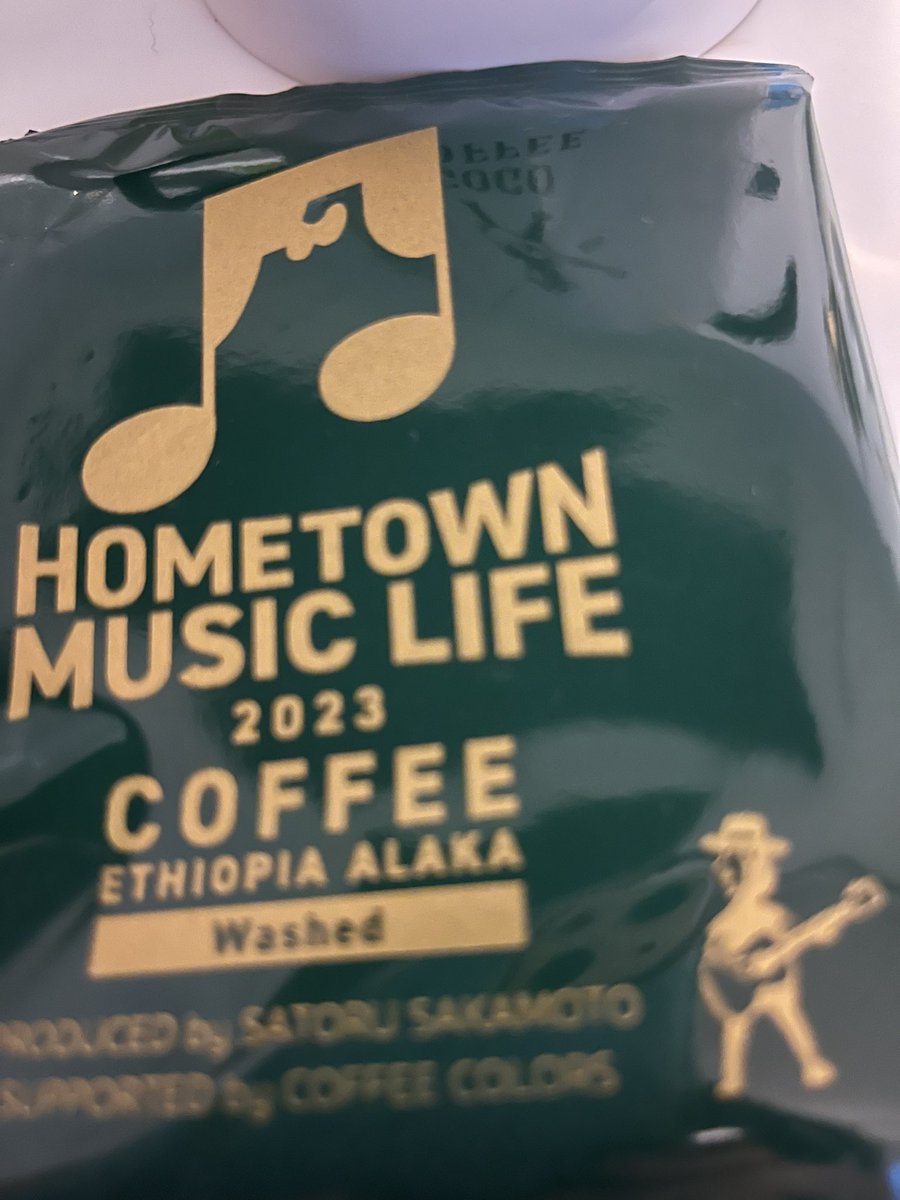 HOMETOWN
MUSIC LIFE
2023
COFFEE
ETHIOPIA ALAKA
Washed
PRODUCED by SATORU SAKAMOTO
SUPPORTED by COFFEE COLORS